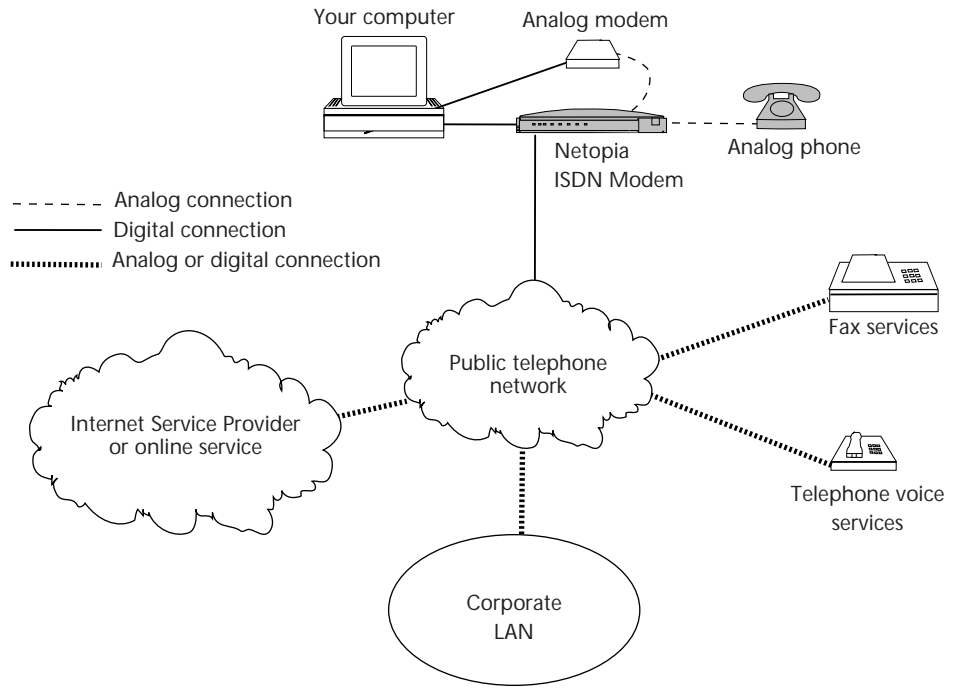 Your computer
Analog modem
Netopia
ISDN Modem
Analog phone
Analog connection
Digital connection
Analog or digital connection
Fax services
Public telephone
network
Internet Service Provider
or online service
Telephone voice
services
Corporate
LAN